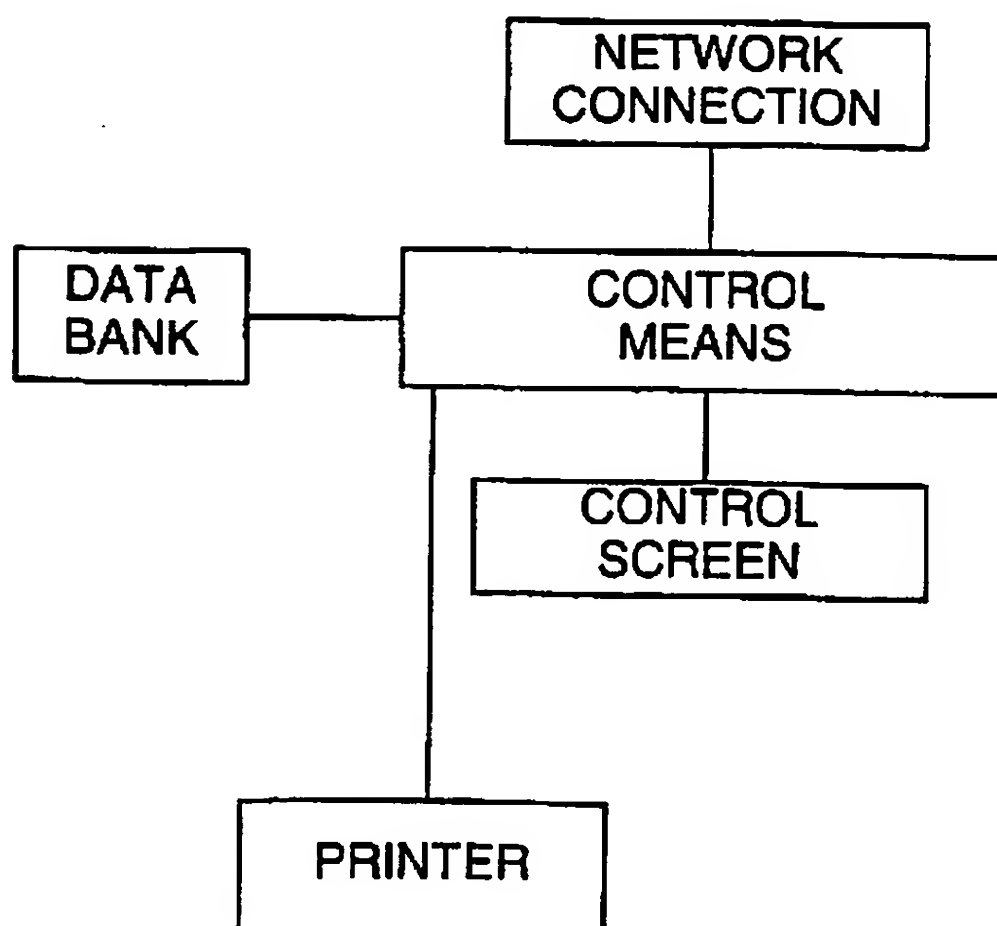 NETWORK
CONNECTION
DATA
BANK
CONTROL
MEANS
CONTROL
SCREEN
PRINTER